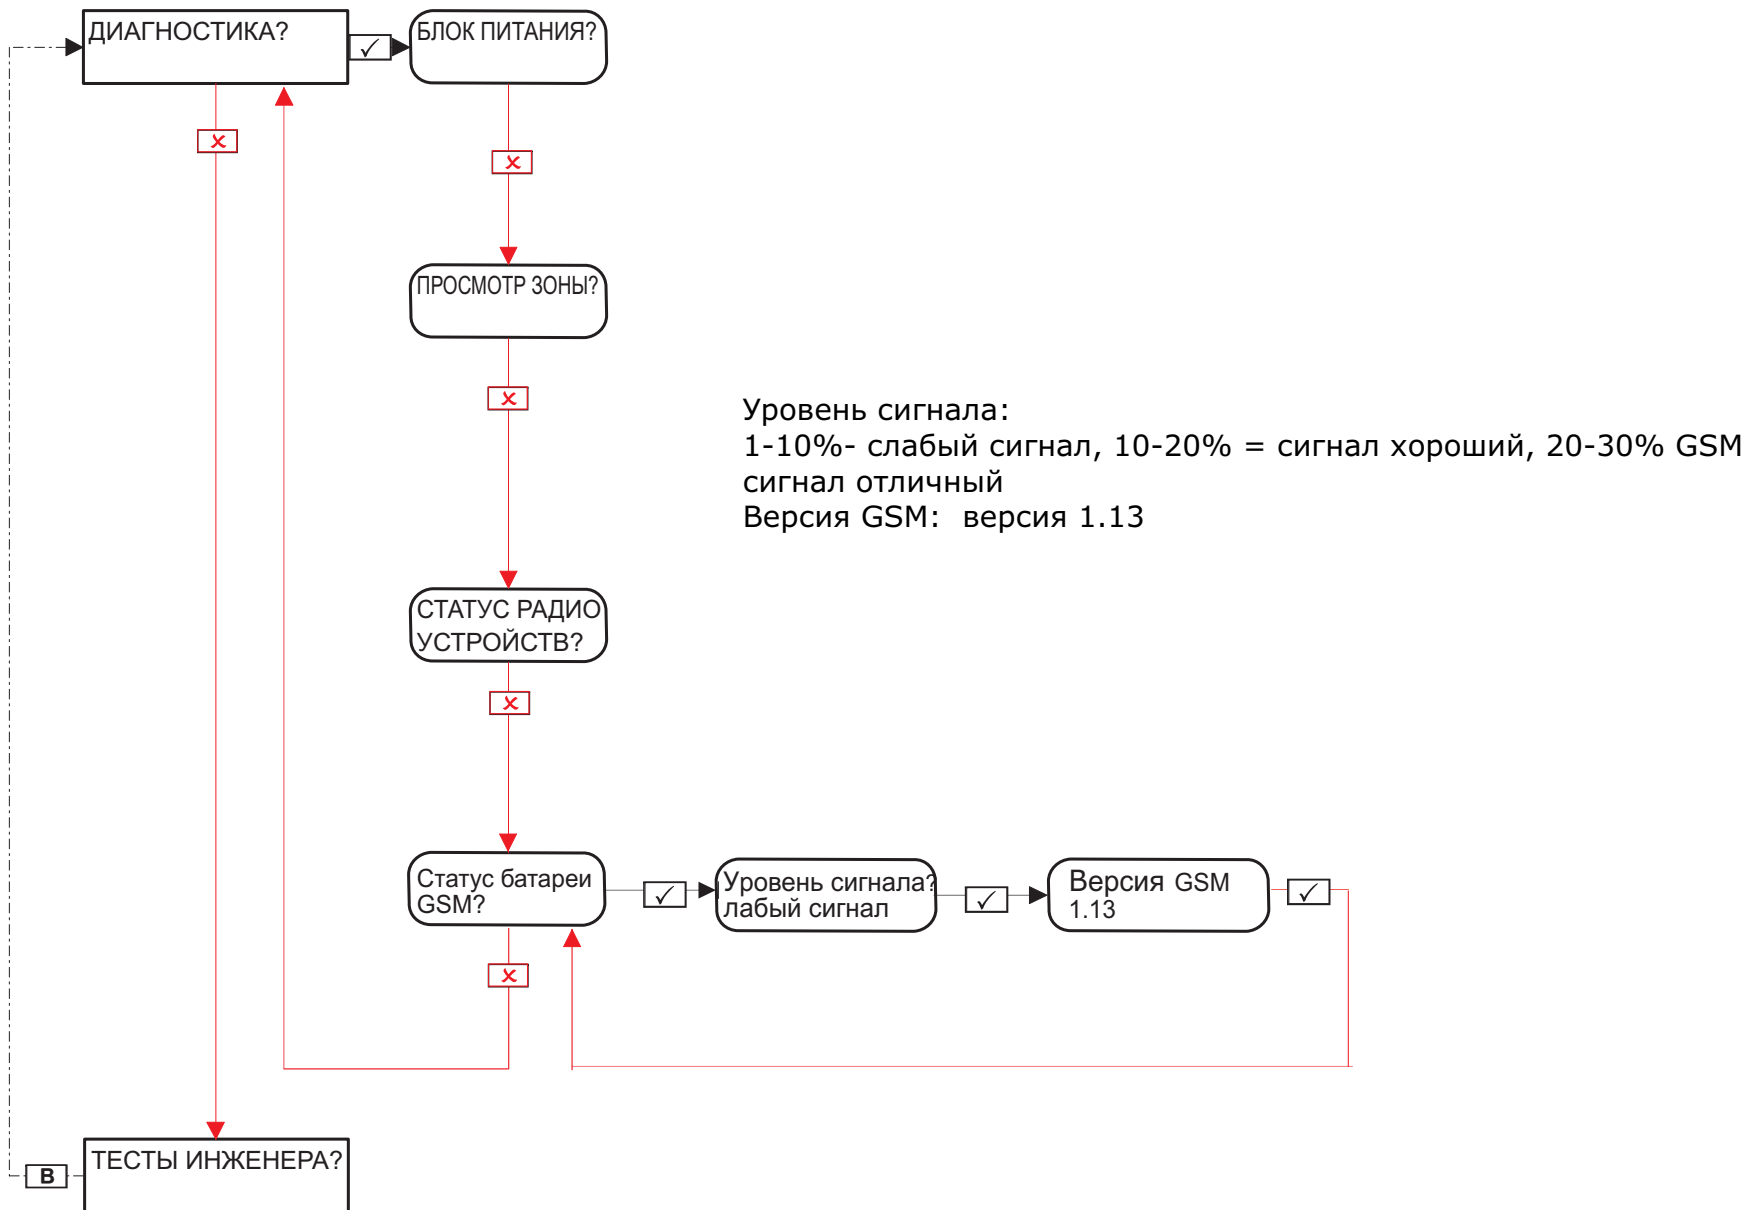 ДИАГНОСТИКА?
БЛОК ПИТАНИЯ?
ПРОСМОТР ЗОНЫ?
Уровень сигнала:
1-10%- слабый сигнал, 10-20% = сигнал хороший, 20-30% GSM
сигнал отличный
Версия GSM: версия 1.13
СТАТУС РАДИО
УСТРОЙСТВ?
Статус батареи
GSM?
Уровень сигнала?
лабый сигнал
Версия GSM
1.13
ТЕСТЫ ИНЖЕНЕРА?
B